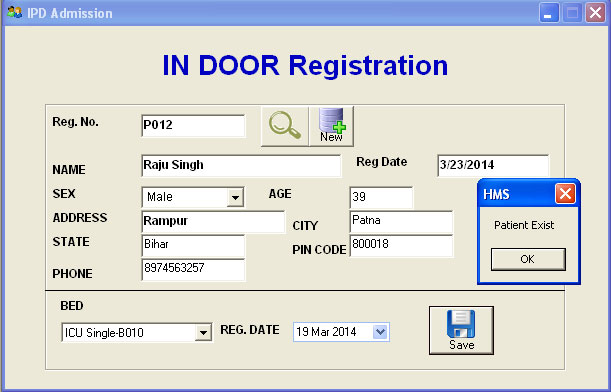 IPD Admission
IN DOOR Registration
Reg. No. P012 New
NAME Raju Singh Reg Date 3/23/2014
SEX Male AGE 39
ADDRESS Rampur CITY Patna
STATE Bihar PIN CODE 800018
PHONE 8974563257
HMS
Patient Exist
OK
BED
ICU Single-B010 REG. DATE 19 Mar 2014
Save